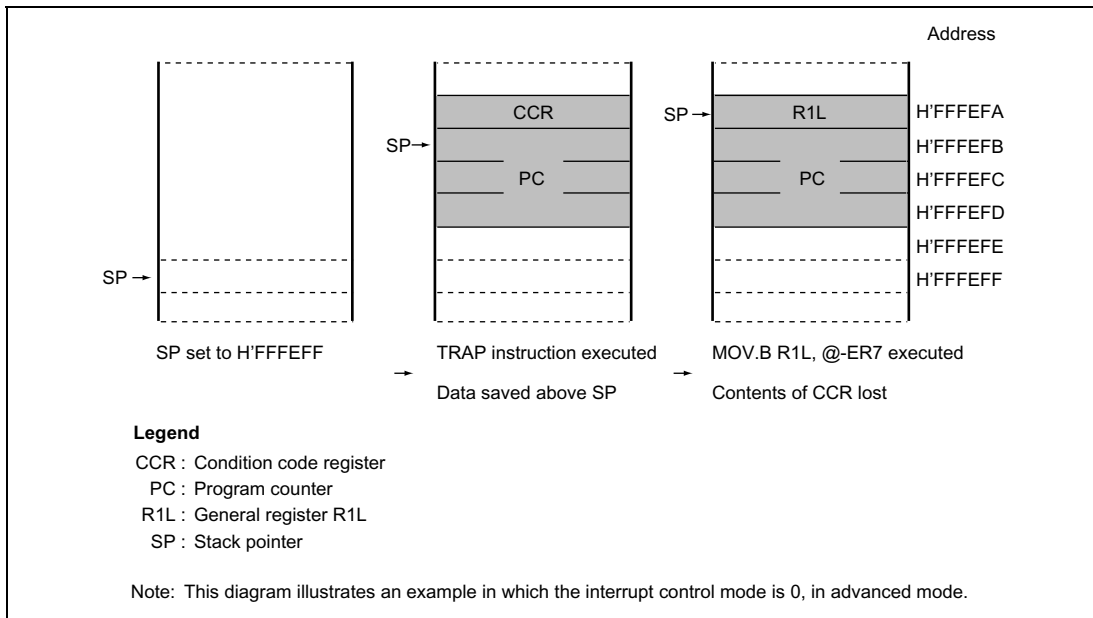 Address
CCR
SP
R1L
H'FFFEFA
SP
H'FFFEFB
PC
PC
H'FFFEFC
H'FFFEFD
H'FFFEFE
SP
H'FFFEFF
SP set to H'FFFEFF
TRAP instruction executed
MOV.B R1L, @-ER7 executed
Data saved above SP
Contents of CCR lost
Legend
CCR : Condition code register
PC : Program counter
R1L : General register R1L
SP : Stack pointer
Note: This diagram illustrates an example in which the interrupt control mode is 0, in advanced mode.